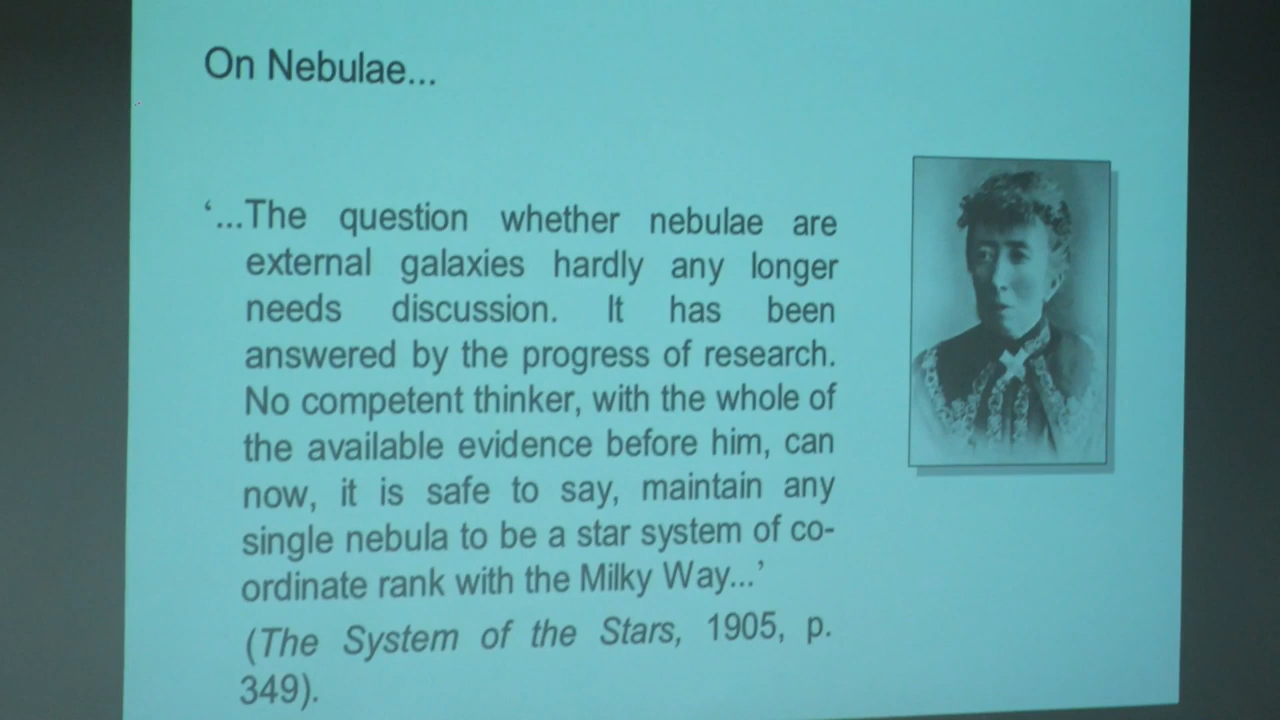 On Nebulae...
‘...The question whether nebulae are
external galaxies hardly any longer
needs discussion. It has been
answered by the progress of research.
No competent thinker, with the whole of
the available evidence before him, can
now, it is safe to say, maintain any
single nebula to be a star system of co-
ordinate rank with the Milky Way...’
(The System of the Stars, 1905, p.
349).